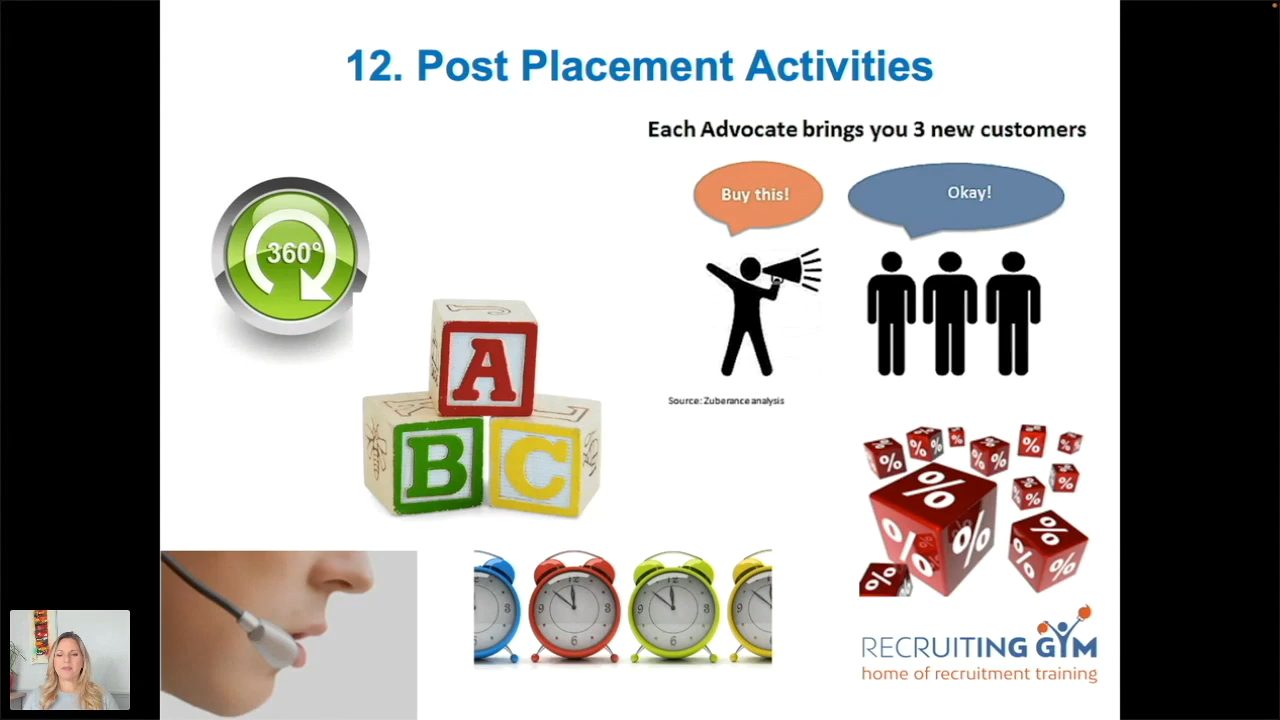 12. Post Placement Activities
Each Advocate brings you 3 new customers
Buy this!
Okay!
360°
A
B
C
Source: Zuberance analysis
% % % % % %
% % %
% % % %
% % % %
%
RECRUITING GYM
home of recruitment training